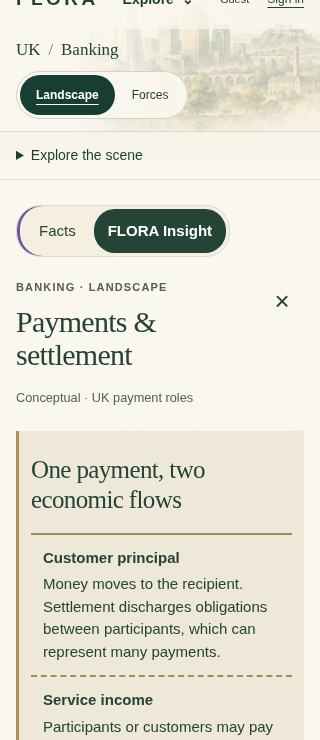 FLORA Explore Guest Sign in
UK / Banking
Landscape Forces
Explore the scene
Facts FLORA Insight
BANKING · LANDSCAPE
Payments &
settlement
Conceptual · UK payment roles
One payment, two
economic flows
Customer principal
Money moves to the recipient.
Settlement discharges obligations
between participants, which can
represent many payments.
Service income
Participants or customers may pay